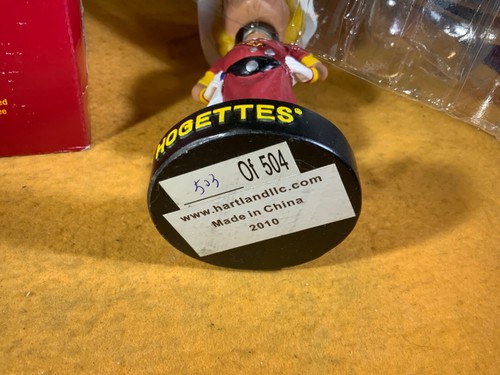 HOGETTES*
503 Of 504
www.hartlandllc.com
Made in China
2010